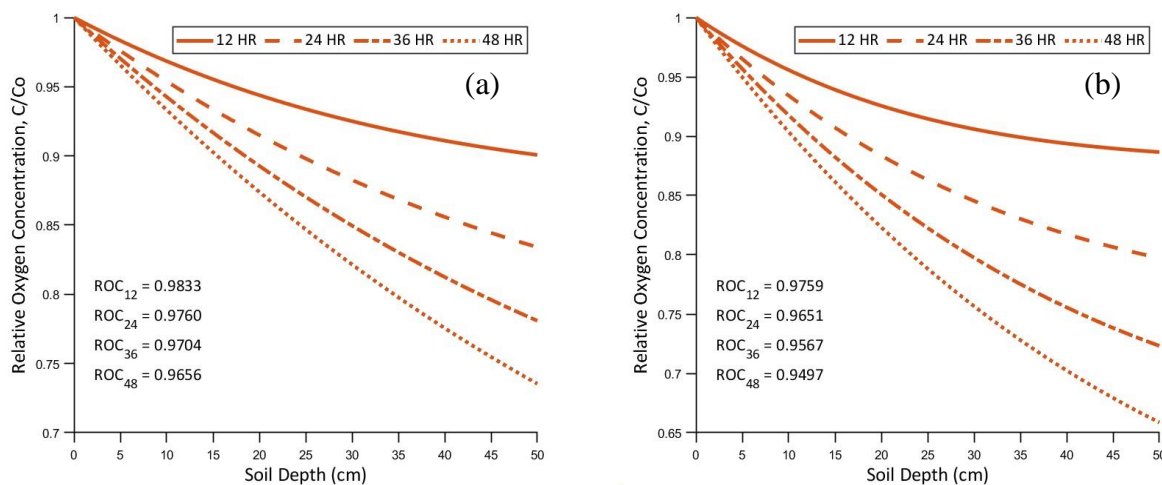 12 HR 24 HR 36 HR 48 HR
(a)
Relative Oxygen Concentration, C/Co
1
0.95
0.9
0.85
0.8
0.75
0.7
ROC12 = 0.9833
ROC24 = 0.9760
ROC36 = 0.9704
ROC48 = 0.9656
0 5 10 15 20 25 30 35 40 45 50
Soil Depth (cm)
12 HR 24 HR 36 HR 48 HR
(b)
Relative Oxygen Concentration, C/Co
1
0.95
0.9
0.85
0.8
0.75
0.7
0.65
ROC12 = 0.9759
ROC24 = 0.9651
ROC36 = 0.9567
ROC48 = 0.9497
0 5 10 15 20 25 30 35 40 45 50
Soil Depth (cm)